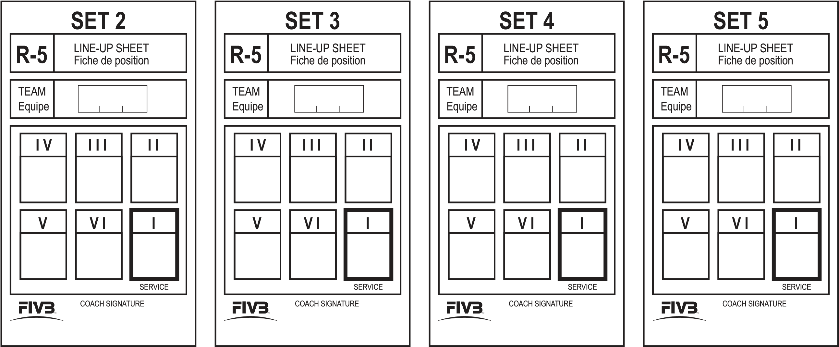 SET 2
R-5
LINE-UP SHEET
Fiche de position
TEAM
Equipe
IV III II
V VI I
SERVICE
COACH SIGNATURE
FIVB
SET 3
R-5
LINE-UP SHEET
Fiche de position
TEAM
Equipe
IV III II
V VI I
SERVICE
COACH SIGNATURE
FIVB
SET 4
R-5
LINE-UP SHEET
Fiche de position
TEAM
Equipe
IV III II
V VI I
SERVICE
COACH SIGNATURE
FIVB
SET 5
R-5
LINE-UP SHEET
Fiche de position
TEAM
Equipe
IV III II
V VI I
SERVICE
COACH SIGNATURE
FIVB